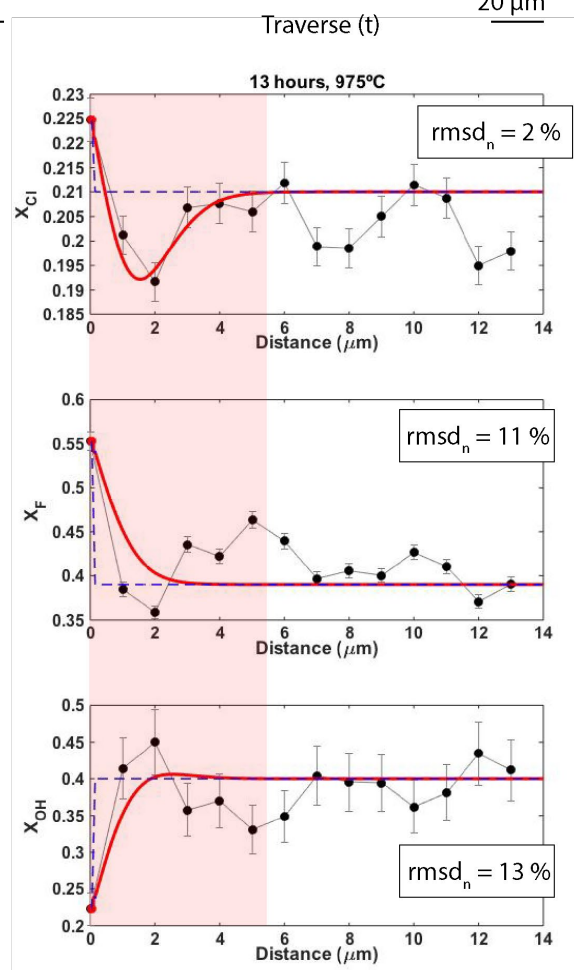 20 µm
Traverse (t)
13 hours, 975ºC
0.23
0.225
0.22
0.215
0.21
0.205
0.2
0.195
0.19
0.185
X_Cl
rmsd_n = 2 %
0 2 4 6 8 10 12 14
Distance (μm)
0.6
0.55
0.5
0.45
0.4
0.35
X_F
rmsd_n = 11 %
0 2 4 6 8 10 12 14
Distance (μm)
0.5
0.45
0.4
0.35
0.3
0.25
0.2
X_OH
rmsd_n = 13 %
0 2 4 6 8 10 12 14
Distance (μm)